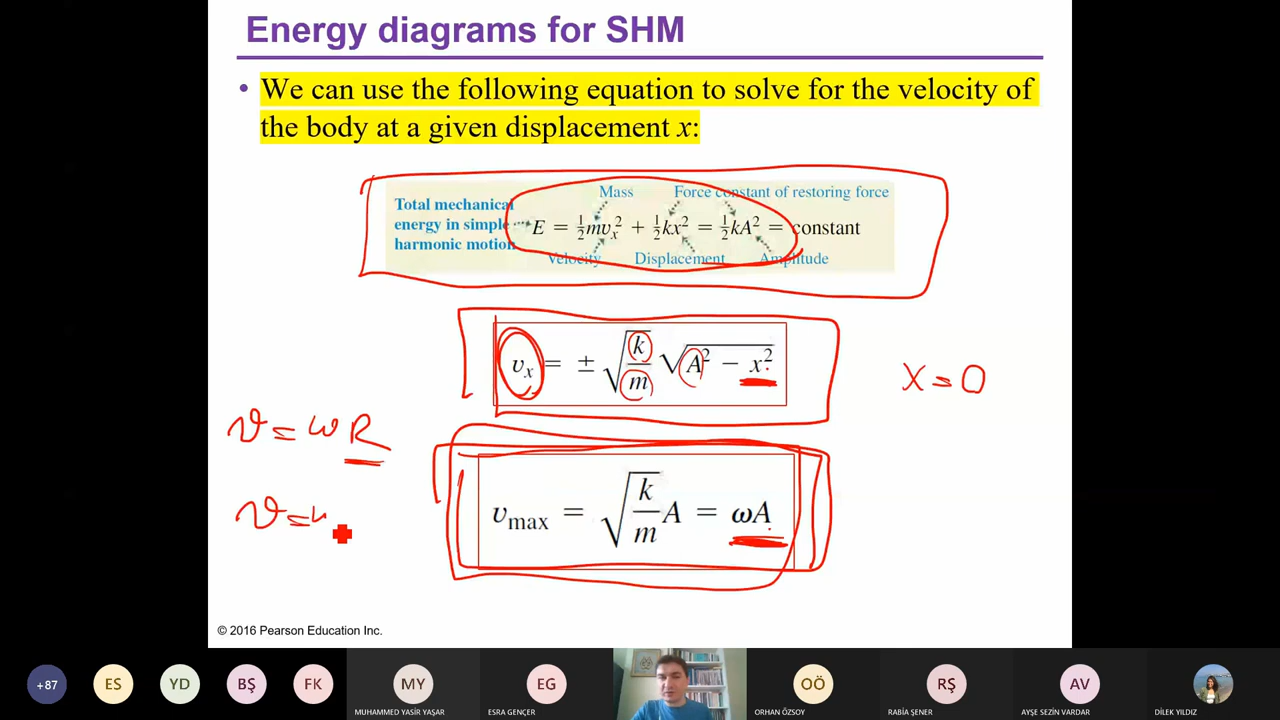 Energy diagrams for SHM
• We can use the following equation to solve for the velocity of
the body at a given displacement x:
Mass Force constant of restoring force
Total mechanical
energy in simple
harmonic motion
E = ½mvₓ² + ½kx² = ½kA² = constant
Velocity Displacement Amplitude
vₓ = ± √(k/m) √(A² − x²)
X = 0
v = ωR
v_max = √(k/m) A = ωA
v =
© 2016 Pearson Education Inc.
+87 ES YD BŞ FK MY EG OÖ RŞ AV
MUHAMMED YASİR YAŞAR ESRA GENÇER ORHAN ÖZSOY RABİA ŞENER AYŞE SEZİN VARDAR DİLEK YILDIZ